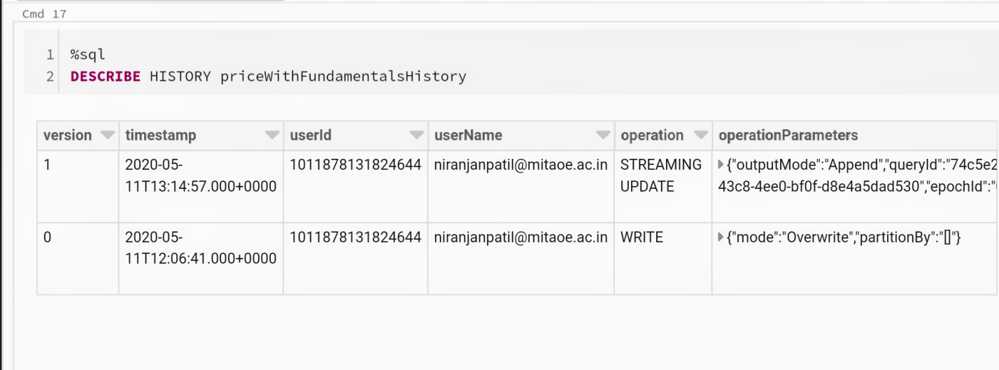 Cmd 17
1 %sql
2 DESCRIBE HISTORY priceWithFundamentalsHistory
version timestamp userId userName operation operationParameters
1 2020-05- 1011878131824644 niranjanpatil@mitaoe.ac.in STREAMING {"outputMode":"Append","queryId":"74c5e2
11T13:14:57.000+0000 UPDATE 43c8-4ee0-bf0f-d8e4a5dad530","epochId":"
0 2020-05- 1011878131824644 niranjanpatil@mitaoe.ac.in WRITE {"mode":"Overwrite","partitionBy":"[]"}
11T12:06:41.000+0000